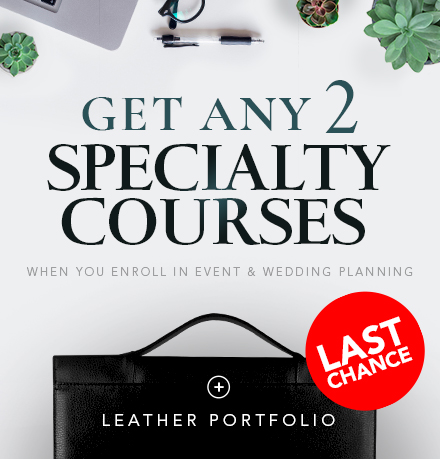 GET ANY 2
SPECIALTY
COURSES
WHEN YOU ENROLL IN EVENT & WEDDING PLANNING
LAST
CHANCE
+
LEATHER PORTFOLIO